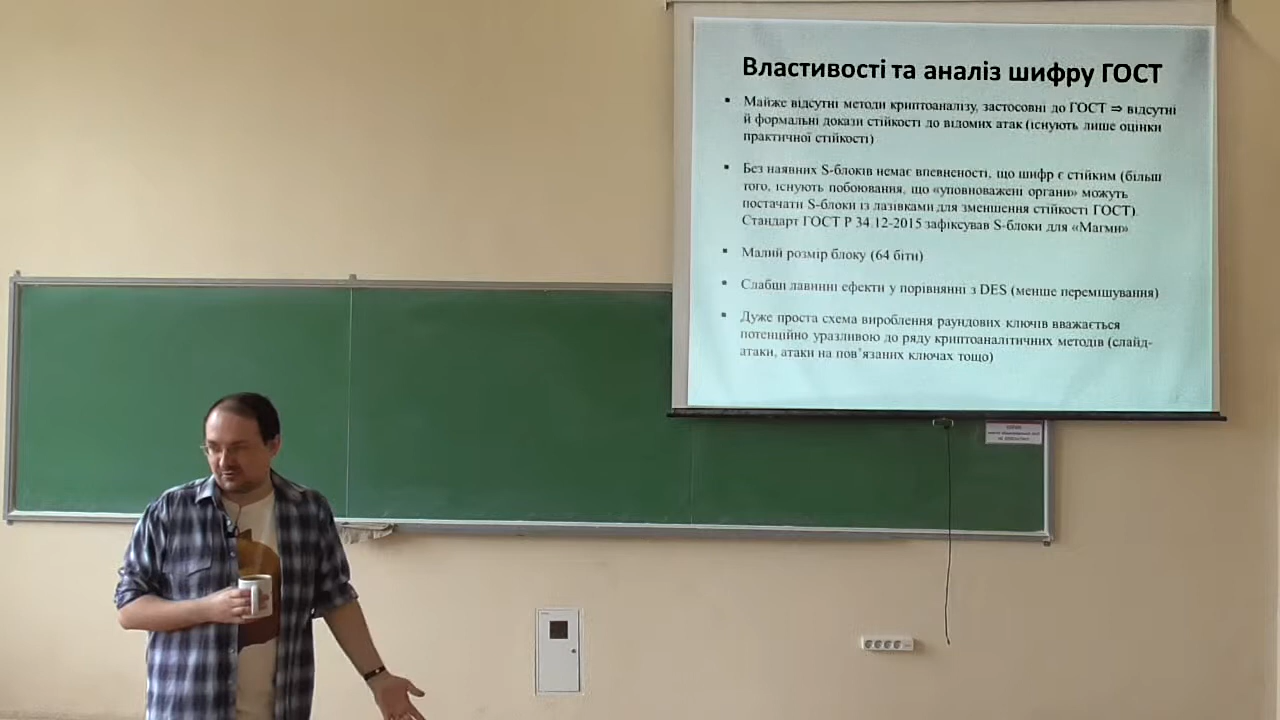 Властивості та аналіз шифру ГОСТ
▪ Майже відсутні методи криптоаналізу, застосовні до ГОСТ ⇒ відсутні
й формальні докази стійкості до відомих атак (існують лише оцінки
практичної стійкості)
▪ Без наявних S-блоків немає впевненості, що шифр є стійким (більш
того, існують побоювання, що «уповноважені органи» можуть
постачати S-блоки із лазівками для зменшення стійкості ГОСТ).
Стандарт ГОСТ Р 34.12-2015 зафіксував S-блоки для «Магми»
▪ Малий розмір блоку (64 біти)
▪ Слабші лавинні ефекти у порівнянні з DES (менше перемішування)
▪ Дуже проста схема вироблення раундових ключів вважається
потенційно уразливою до ряду криптоаналітичних методів (слайд-
атаки, атаки на пов’язаних ключах тощо)